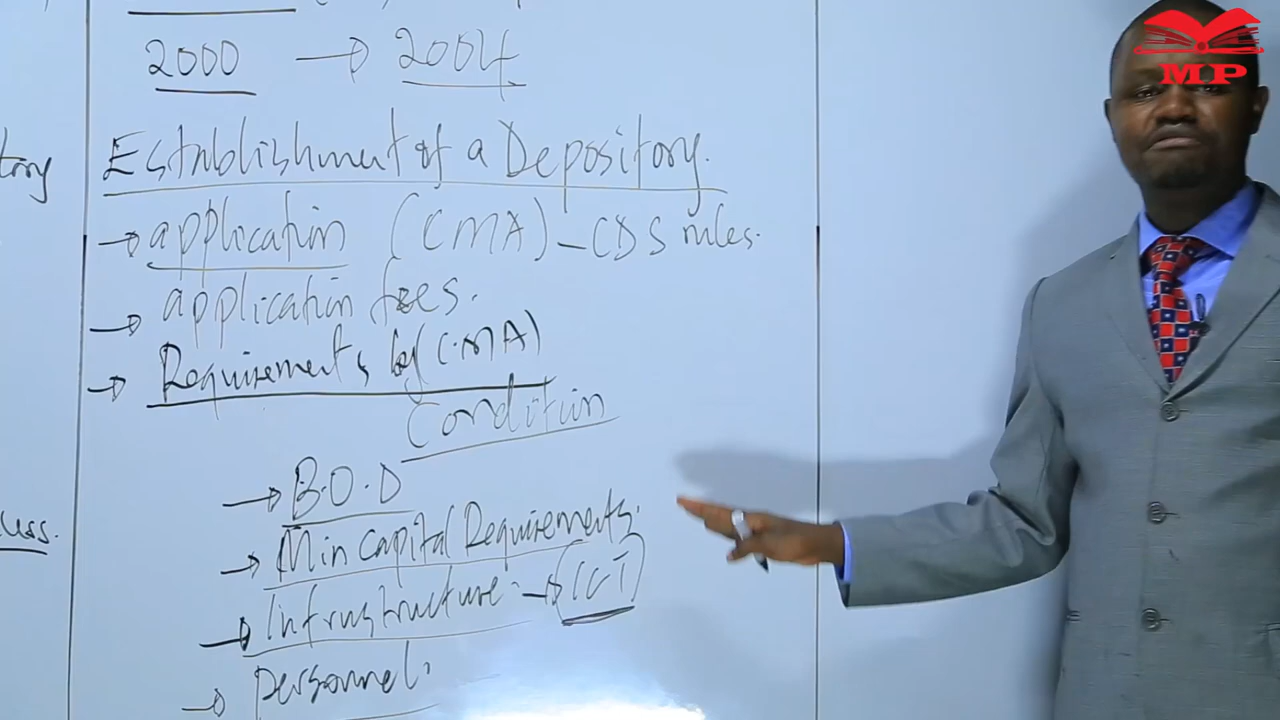 2000 → 2004
tory
Establishment of a Depository.
→ application (CMA) - CDS rules.
→ application fees.
→ Requirements by (CMA)
Condition
→ B.O.D
→ Min Capital Requirements.
→ Infrastructure - → (ICT)
→ personnel.
MP